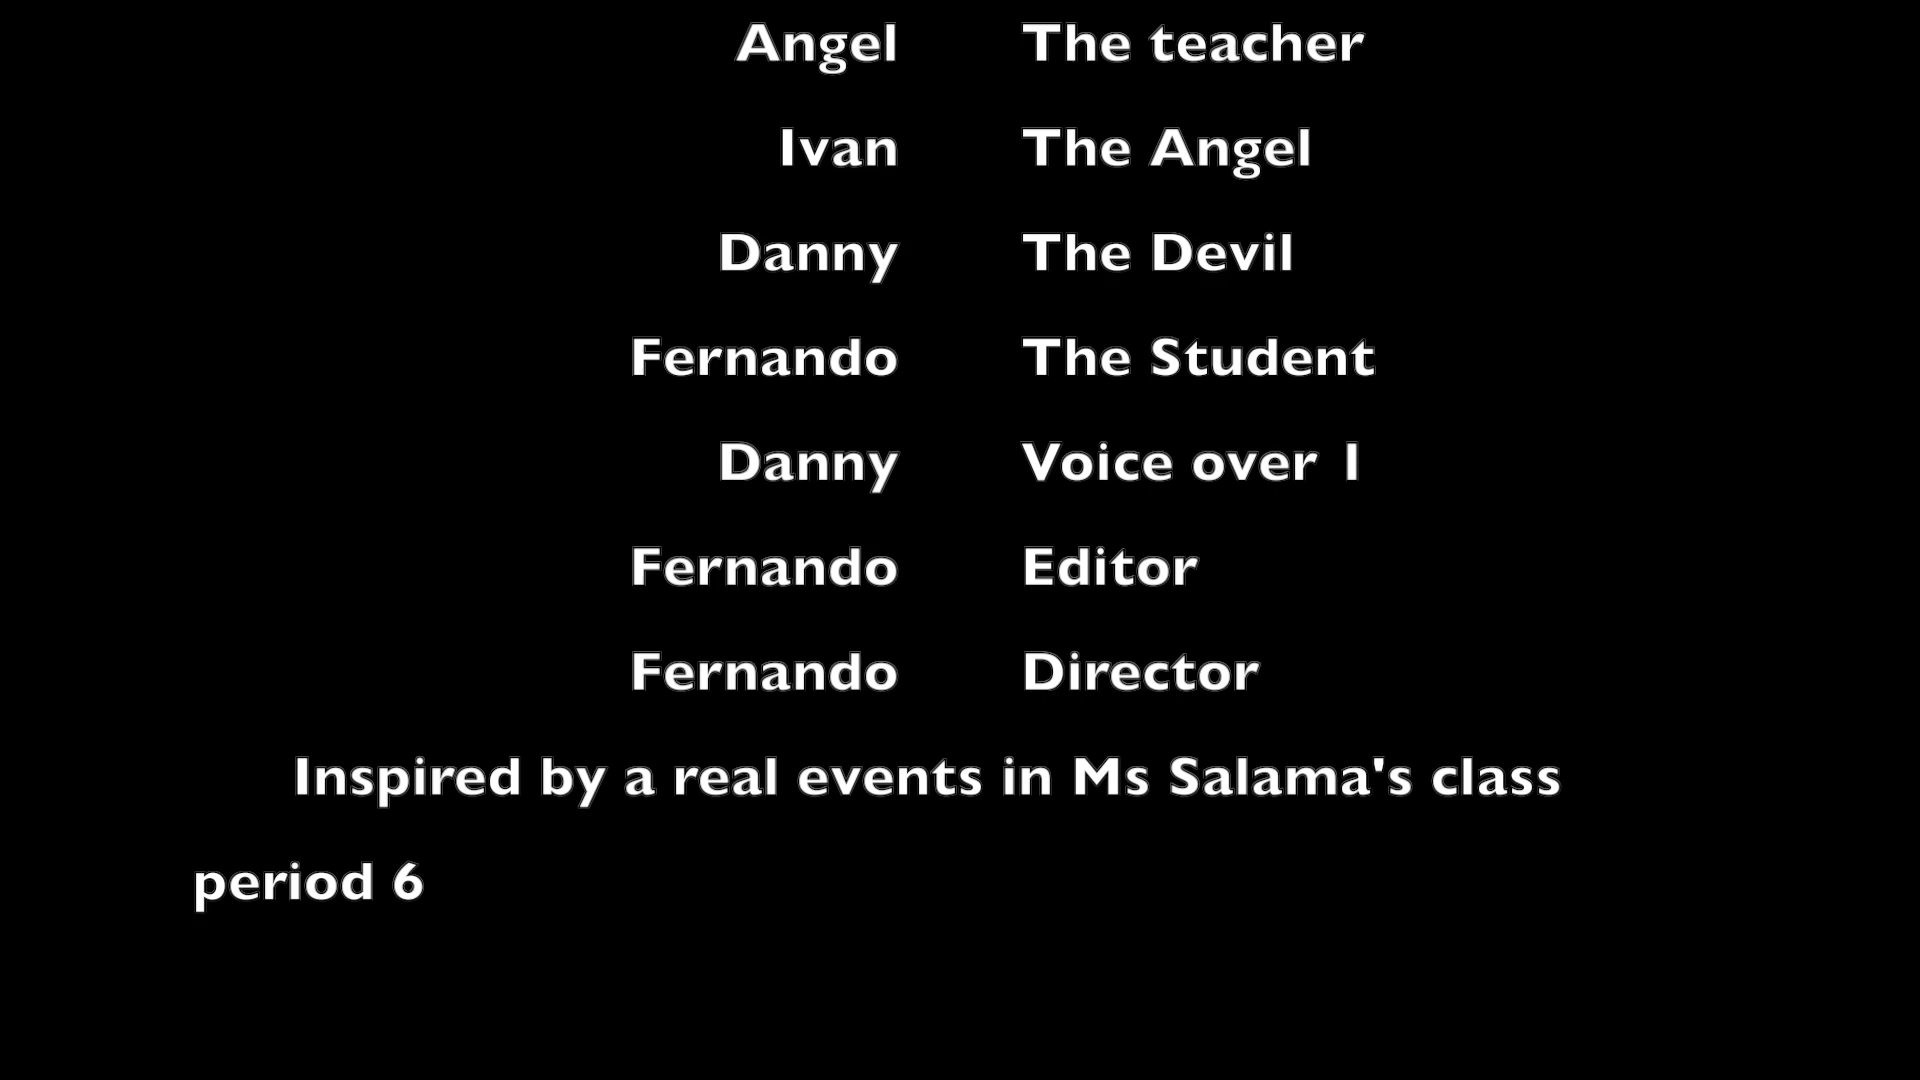 Angel The teacher
Ivan The Angel
Danny The Devil
Fernando The Student
Danny Voice over 1
Fernando Editor
Fernando Director
Inspired by a real events in Ms Salama's class
period 6